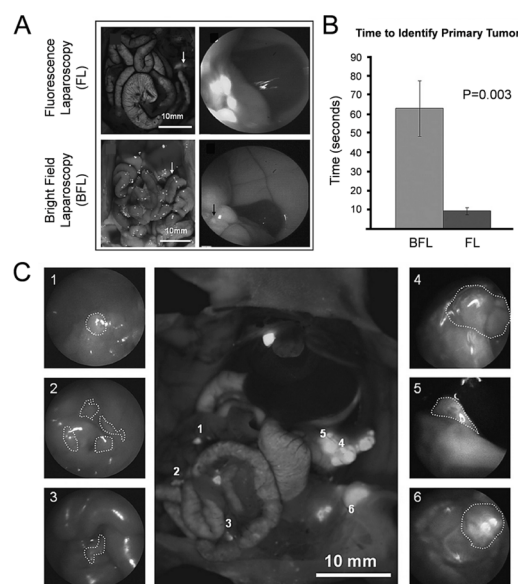 A
Fluorescence
Laparoscopy
(FL)
10mm
Bright Field
Laparoscopy
(BFL)
10mm
B
Time to Identify Primary Tumor
Time (seconds)
90
80
70
60
50
40
30
20
10
P=0.003
BFL
FL
C
1
2
3
1
2
3
5
4
6
10 mm
4
5
6